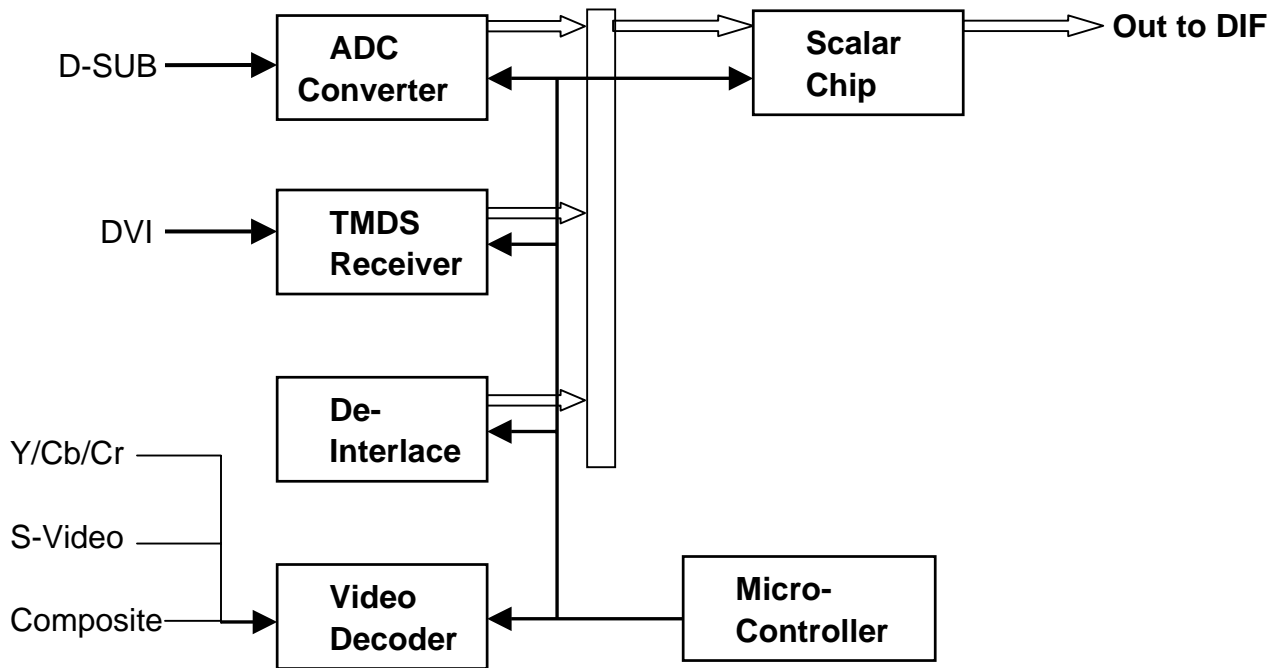 D-SUB
ADC
Converter
Scalar
Chip
Out to DIF
DVI
TMDS
Receiver
De-
Interlace
Y/Cb/Cr
S-Video
Composite
Video
Decoder
Micro-
Controller